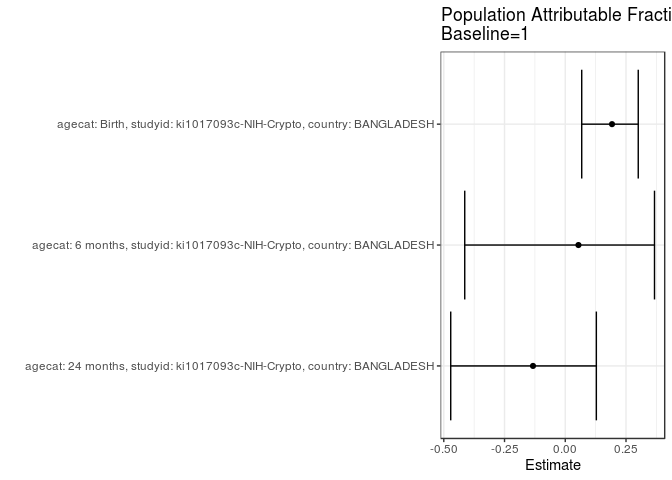 Population Attributable Fracti
Baseline=1
agecat: Birth, studyid: ki1017093c-NIH-Crypto, country: BANGLADESH
agecat: 6 months, studyid: ki1017093c-NIH-Crypto, country: BANGLADESH
agecat: 24 months, studyid: ki1017093c-NIH-Crypto, country: BANGLADESH
-0.50 -0.25 0.00 0.25
Estimate